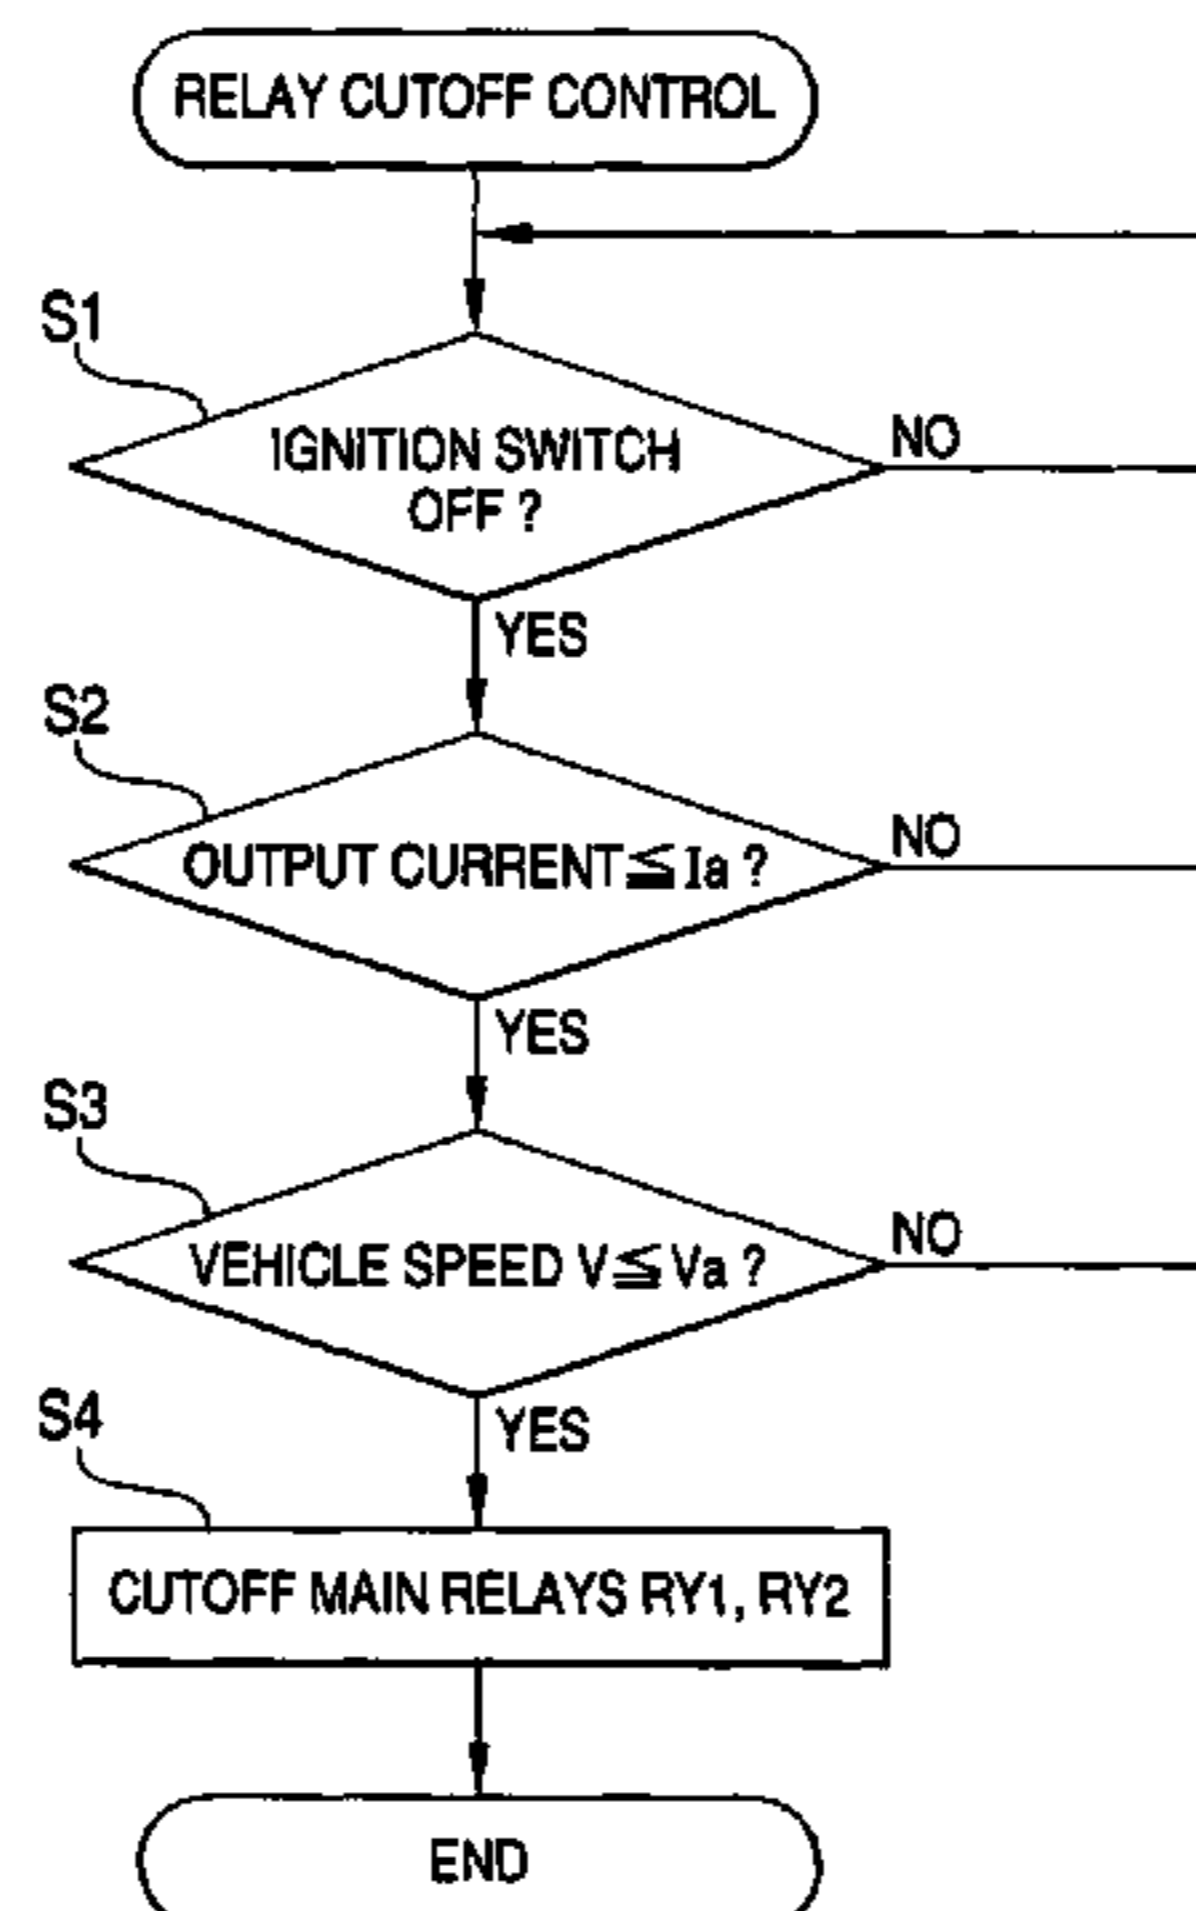 RELAY CUTOFF CONTROL
S1
IGNITION SWITCH
OFF ?
NO
YES
S2
OUTPUT CURRENT≦Ia ?
NO
YES
S3
VEHICLE SPEED V≦Va ?
NO
YES
S4
CUTOFF MAIN RELAYS RY1, RY2
END